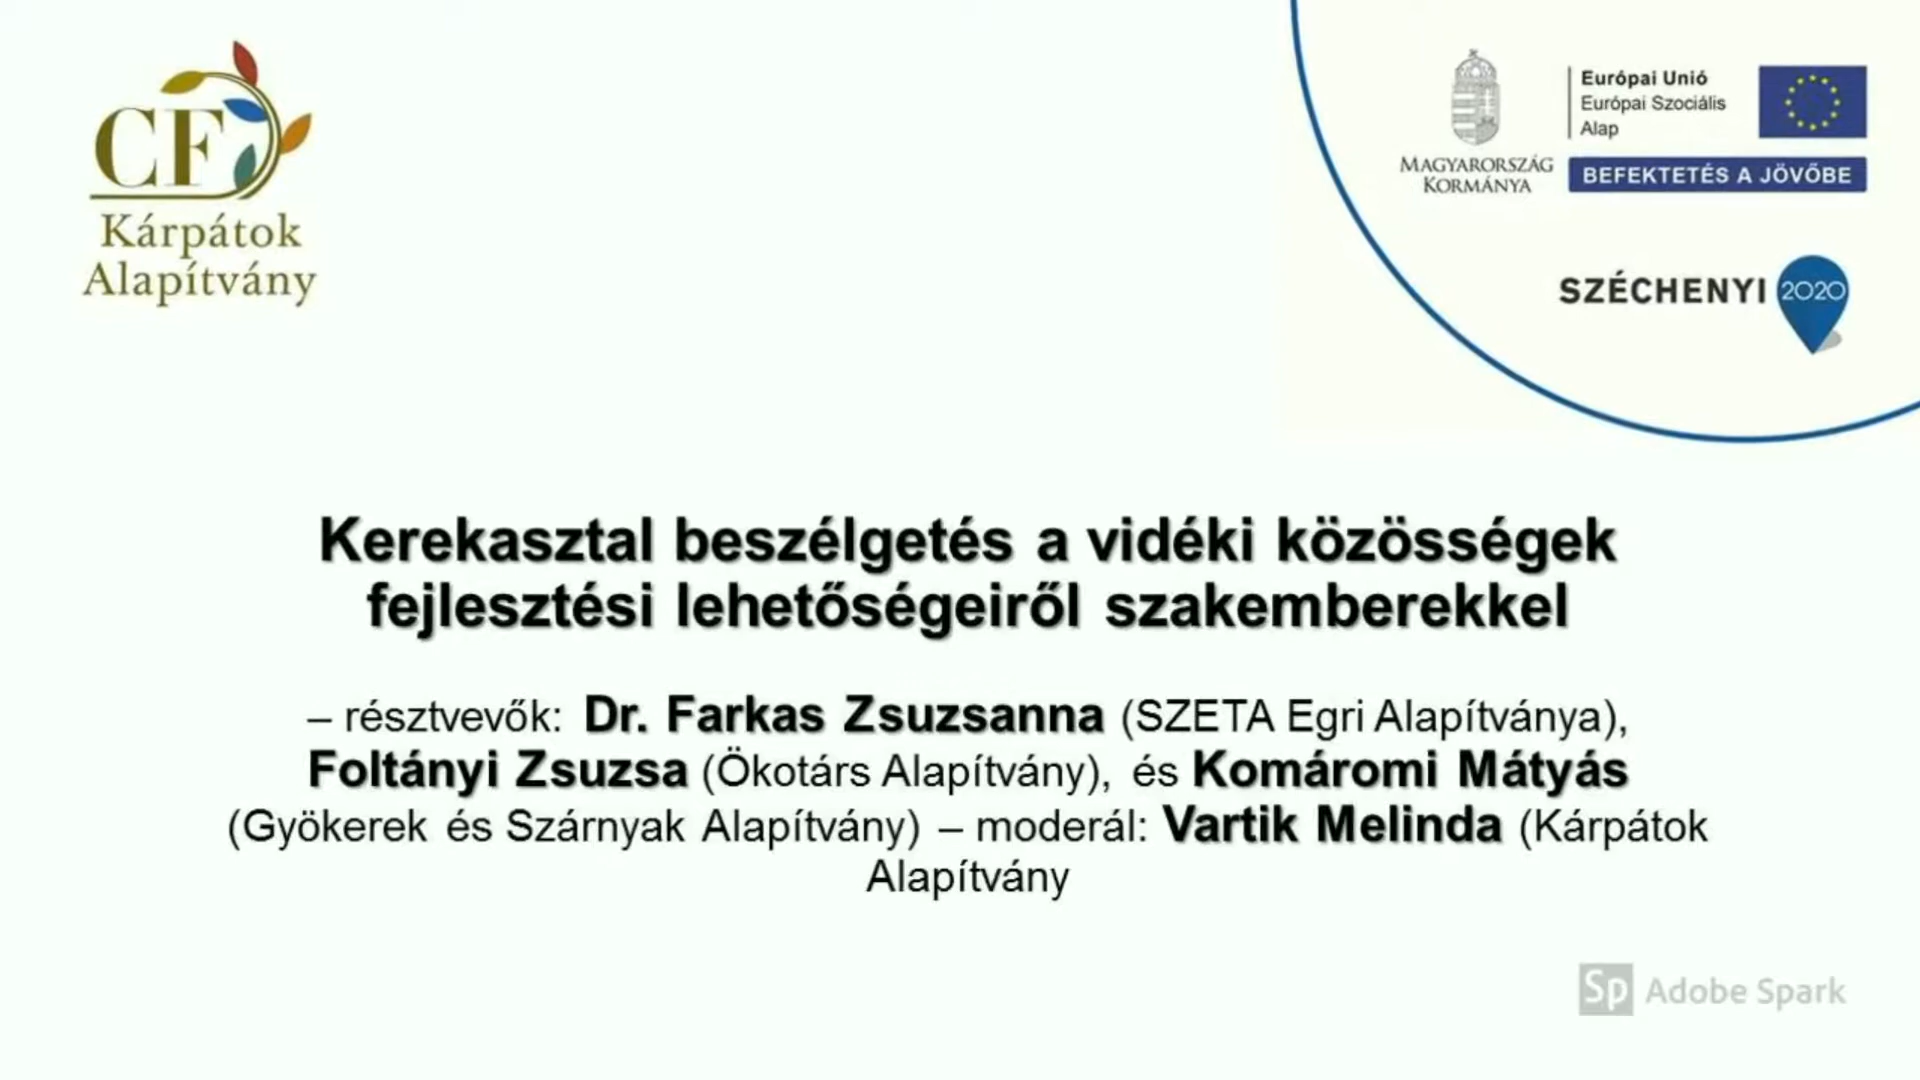 CF
Kárpátok
Alapítvány
MAGYARORSZÁG
KORMÁNYA
Európai Unió
Európai Szociális
Alap
BEFEKTETÉS A JÖVŐBE
SZÉCHENYI 2020
Kerekasztal beszélgetés a vidéki közösségek
fejlesztési lehetőségeiről szakemberekkel
– résztvevők: Dr. Farkas Zsuzsanna (SZETA Egri Alapítványa),
Foltányi Zsuzsa (Ökotárs Alapítvány), és Komáromi Mátyás
(Gyökerek és Szárnyak Alapítvány) – moderál: Vartik Melinda (Kárpátok
Alapítvány
Sp Adobe Spark